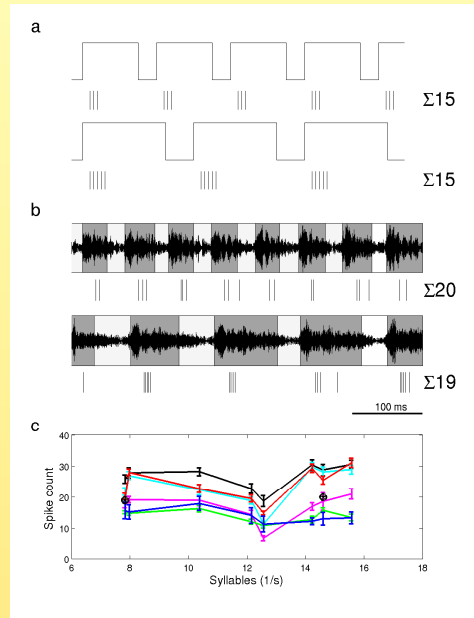 a
Σ15
Σ15
b
Σ20
Σ19
100 ms
c
40
30
20
10
0
Spike count
6 8 10 12 14 16 18
Syllables (1/s)